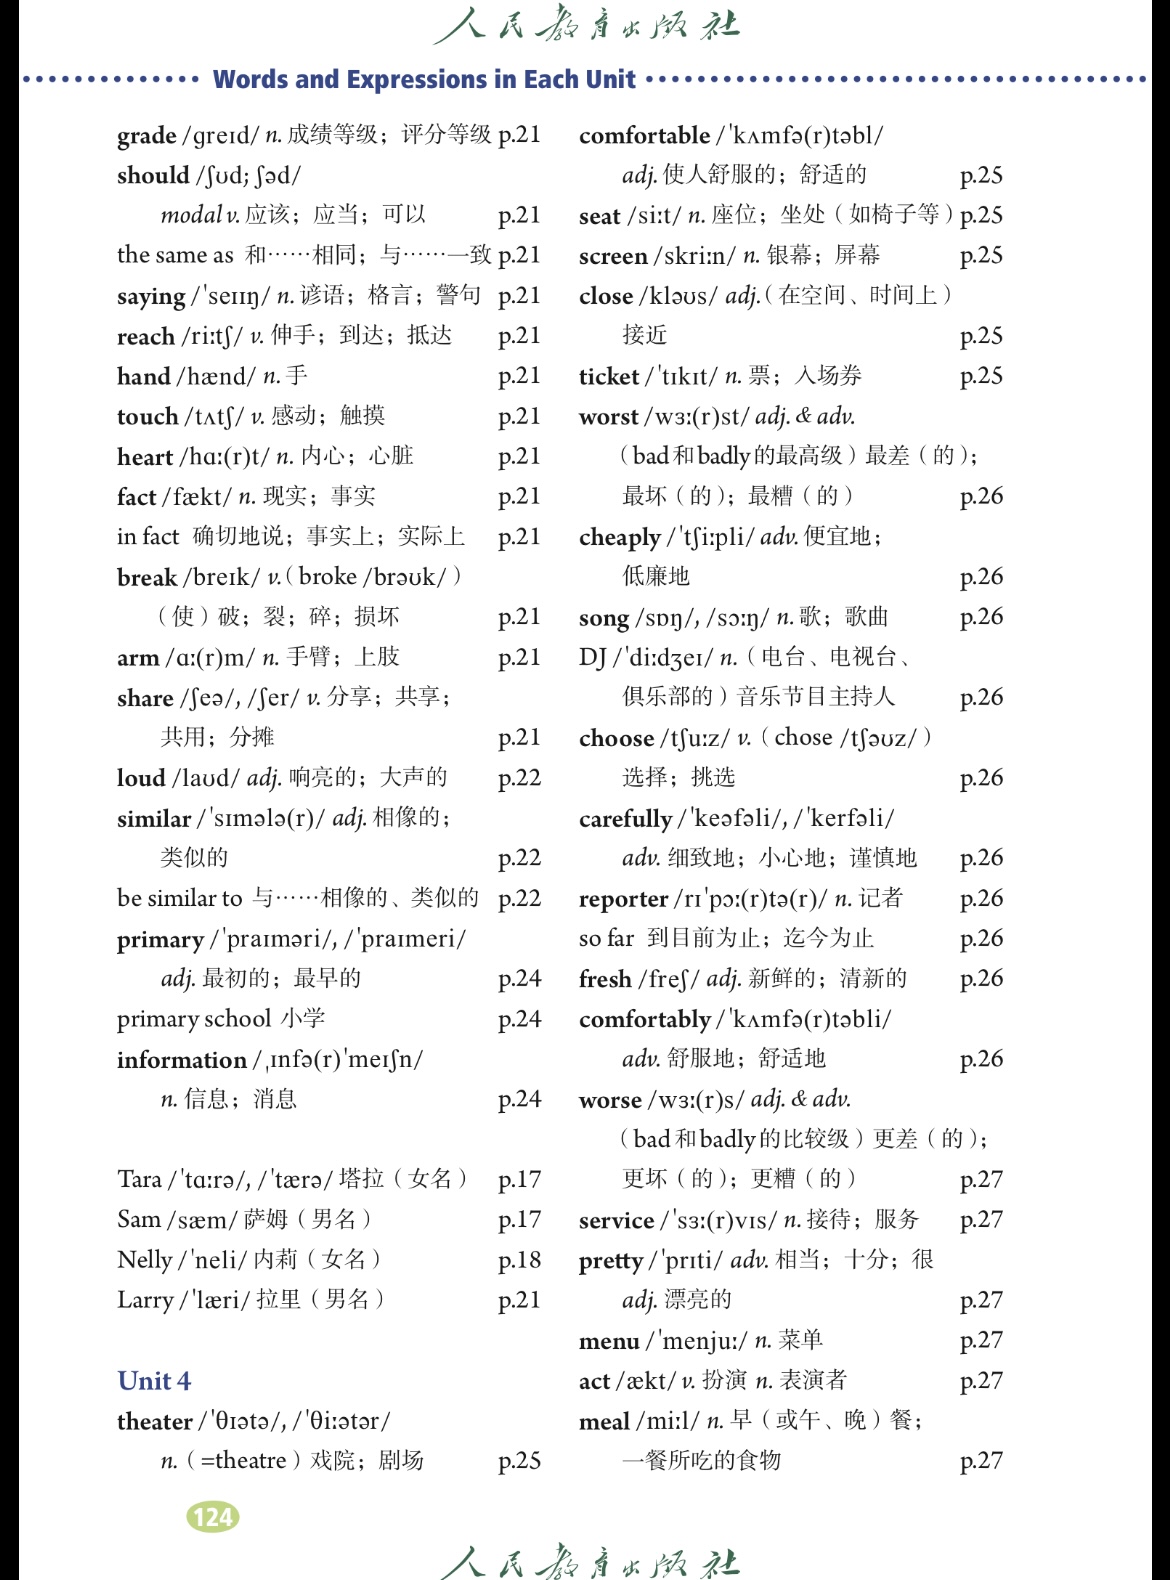 人民教育出版社
Words and Expressions in Each Unit
grade /ɡreɪd/ n. 成绩等级；评分等级 p.21
should /ʃʊd; ʃəd/
modal v. 应该；应当；可以 p.21
the same as 和……相同；与……一致 p.21
saying /ˈseɪɪŋ/ n. 谚语；格言；警句 p.21
reach /riːtʃ/ v. 伸手；到达；抵达 p.21
hand /hænd/ n. 手 p.21
touch /tʌtʃ/ v. 感动；触摸 p.21
heart /hɑː(r)t/ n. 内心；心脏 p.21
fact /fækt/ n. 现实；事实 p.21
in fact 确切地说；事实上；实际上 p.21
break /breɪk/ v.（broke /brəʊk/）
（使）破；裂；碎；损坏 p.21
arm /ɑː(r)m/ n. 手臂；上肢 p.21
share /ʃeə/, /ʃer/ v. 分享；共享；
共用；分摊 p.21
loud /laʊd/ adj. 响亮的；大声的 p.22
similar /ˈsɪmələ(r)/ adj. 相像的；
类似的 p.22
be similar to 与……相像的、类似的 p.22
primary /ˈpraɪməri/, /ˈpraɪmeri/
adj. 最初的；最早的 p.24
primary school 小学 p.24
information /ˌɪnfə(r)ˈmeɪʃn/
n. 信息；消息 p.24
Tara /ˈtɑːrə/, /ˈtærə/ 塔拉（女名） p.17
Sam /sæm/ 萨姆（男名） p.17
Nelly /ˈneli/ 内莉（女名） p.18
Larry /ˈlæri/ 拉里（男名） p.21
Unit 4
theater /ˈθɪətə/, /ˈθiːətər/
n.（=theatre）戏院；剧场 p.25
comfortable /ˈkʌmfə(r)təbl/
adj. 使人舒服的；舒适的 p.25
seat /siːt/ n. 座位；坐处（如椅子等）p.25
screen /skriːn/ n. 银幕；屏幕 p.25
close /kləʊs/ adj.（在空间、时间上）
接近 p.25
ticket /ˈtɪkɪt/ n. 票；入场券 p.25
worst /wɜː(r)st/ adj. & adv.
（bad和badly的最高级）最差（的）；
最坏（的）；最糟（的） p.26
cheaply /ˈtʃiːpli/ adv. 便宜地；
低廉地 p.26
song /sɒŋ/, /sɔːŋ/ n. 歌；歌曲 p.26
DJ /ˈdiːdʒeɪ/ n.（电台、电视台、
俱乐部的）音乐节目主持人 p.26
choose /tʃuːz/ v.（chose /tʃəʊz/）
选择；挑选 p.26
carefully /ˈkeəfəli/, /ˈkerfəli/
adv. 细致地；小心地；谨慎地 p.26
reporter /rɪˈpɔː(r)tə(r)/ n. 记者 p.26
so far 到目前为止；迄今为止 p.26
fresh /freʃ/ adj. 新鲜的；清新的 p.26
comfortably /ˈkʌmfə(r)təbli/
adv. 舒服地；舒适地 p.26
worse /wɜː(r)s/ adj. & adv.
（bad和badly的比较级）更差（的）；
更坏（的）；更糟（的） p.27
service /ˈsɜː(r)vɪs/ n. 接待；服务 p.27
pretty /ˈprɪti/ adv. 相当；十分；很
adj. 漂亮的 p.27
menu /ˈmenjuː/ n. 菜单 p.27
act /ækt/ v. 扮演 n. 表演者 p.27
meal /miːl/ n. 早（或午、晚）餐；
一餐所吃的食物 p.27
124
人民教育出版社